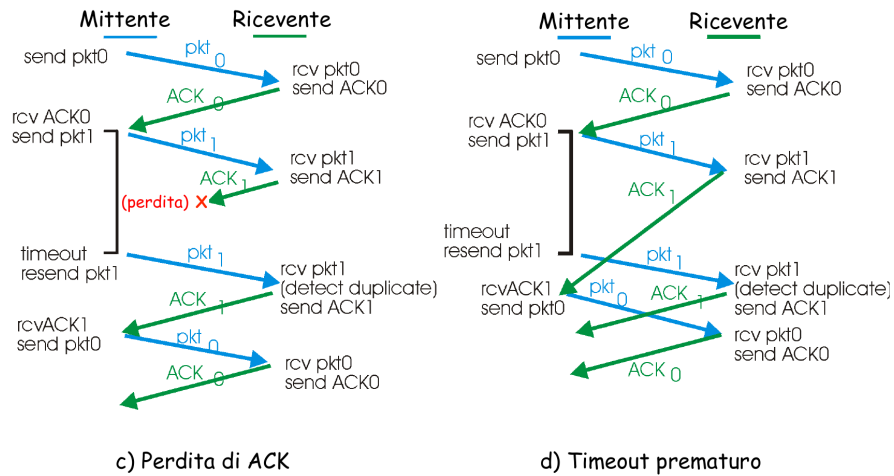 Mittente Ricevente
send pkt0
pkt 0
rcv pkt0
send ACK0
ACK 0
rcv ACK0
send pkt1
pkt 1
rcv pkt1
send ACK1
ACK 1
(perdita) X
timeout
resend pkt1
pkt 1
rcv pkt1
(detect duplicate)
send ACK1
ACK 1
rcvACK1
send pkt0
pkt 0
rcv pkt0
send ACK0
ACK 0
c) Perdita di ACK
Mittente Ricevente
send pkt0
pkt 0
rcv pkt0
send ACK0
ACK 0
rcv ACK0
send pkt1
pkt 1
rcv pkt1
send ACK1
ACK 1
timeout
resend pkt1
pkt 1
rcv pkt1
(detect duplicate)
send ACK1
rcvACK1
send pkt0
pkt 0
ACK 1
rcv pkt0
send ACK0
ACK 0
d) Timeout prematuro